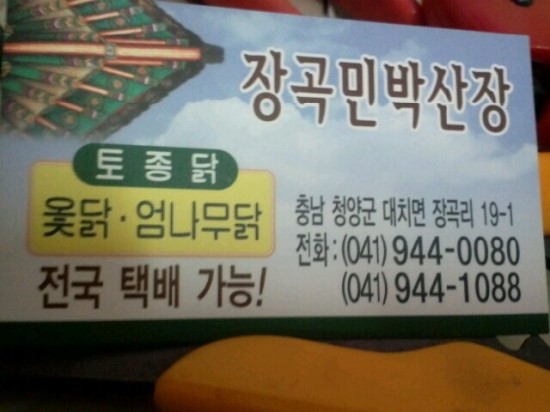 장곡민박산장
토종닭
옻닭·엄나무닭
전국 택배 가능!
충남 청양군 대치면 장곡리 19-1
전화:(041) 944-0080
(041) 944-1088